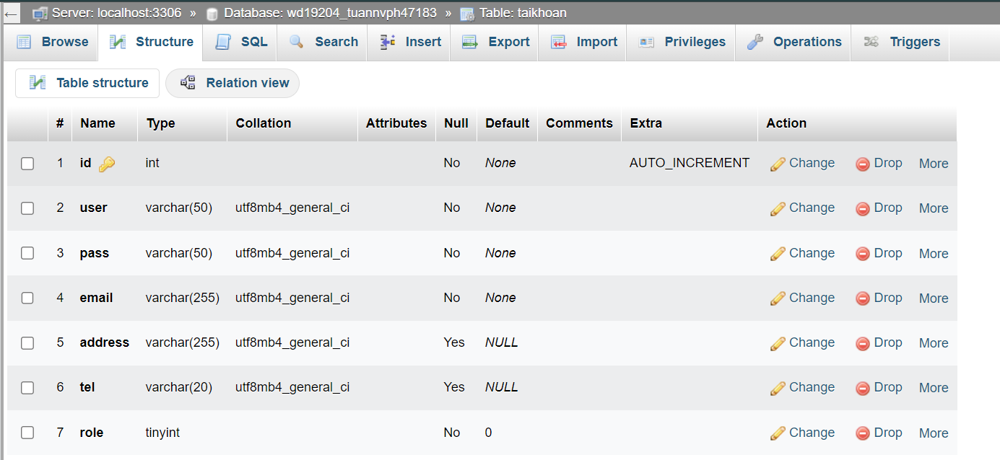 ← Server: localhost:3306 » Database: wd19204_tuannvph47183 » Table: taikhoan
Browse Structure SQL Search Insert Export Import Privileges Operations Triggers
Table structure Relation view
# Name Type Collation Attributes Null Default Comments Extra Action
1 id int No None AUTO_INCREMENT Change Drop More
2 user varchar(50) utf8mb4_general_ci No None Change Drop More
3 pass varchar(50) utf8mb4_general_ci No None Change Drop More
4 email varchar(255) utf8mb4_general_ci No None Change Drop More
5 address varchar(255) utf8mb4_general_ci Yes NULL Change Drop More
6 tel varchar(20) utf8mb4_general_ci Yes NULL Change Drop More
7 role tinyint No 0 Change Drop More